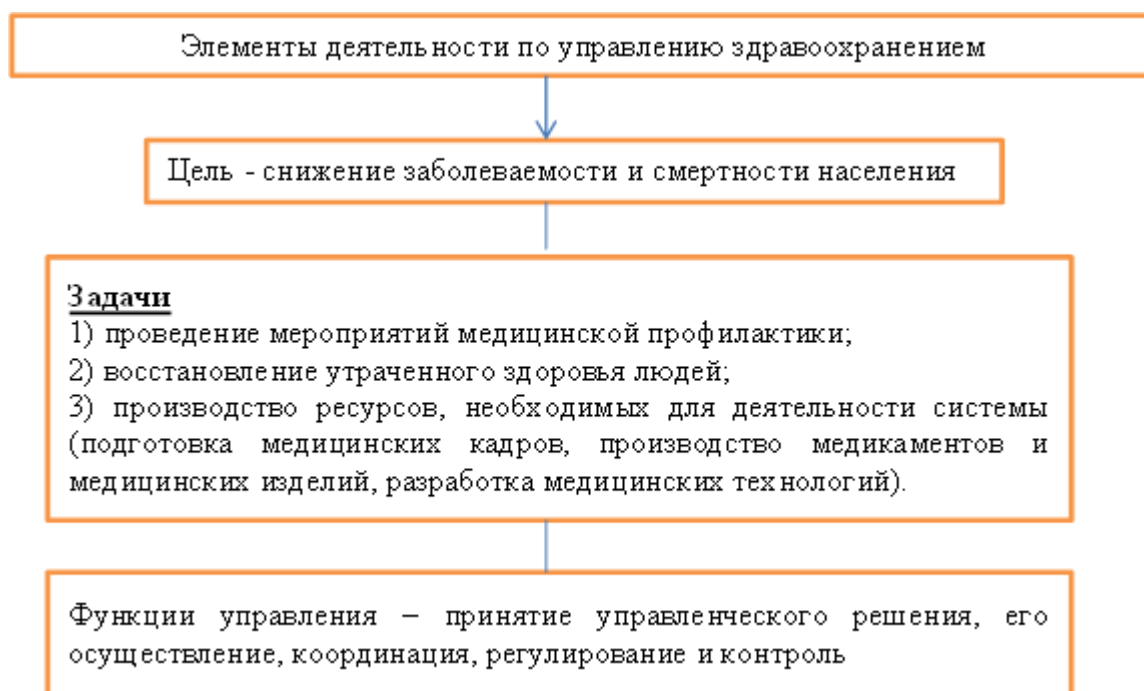 Элементы деятельности по управлению здравоохранением
Цель - снижение заболеваемости и смертности населения
Задачи
1) проведение мероприятий медицинской профилактики;
2) восстановление утраченного здоровья людей;
3) производство ресурсов, необходимых для деятельности системы
(подготовка медицинских кадров, производство медикаментов и
медицинских изделий, разработка медицинских технологий).
Функции управления – принятие управленческого решения, его
осуществление, координация, регулирование и контроль